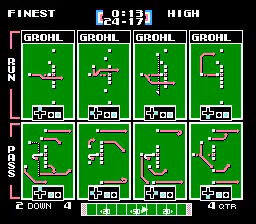 FINEST 0:13 HIGH
24-17
GROHL GROHL GROHL GROHL
RUN
PASS
2 DOWN 4 4 QTR
<20 <50 <20